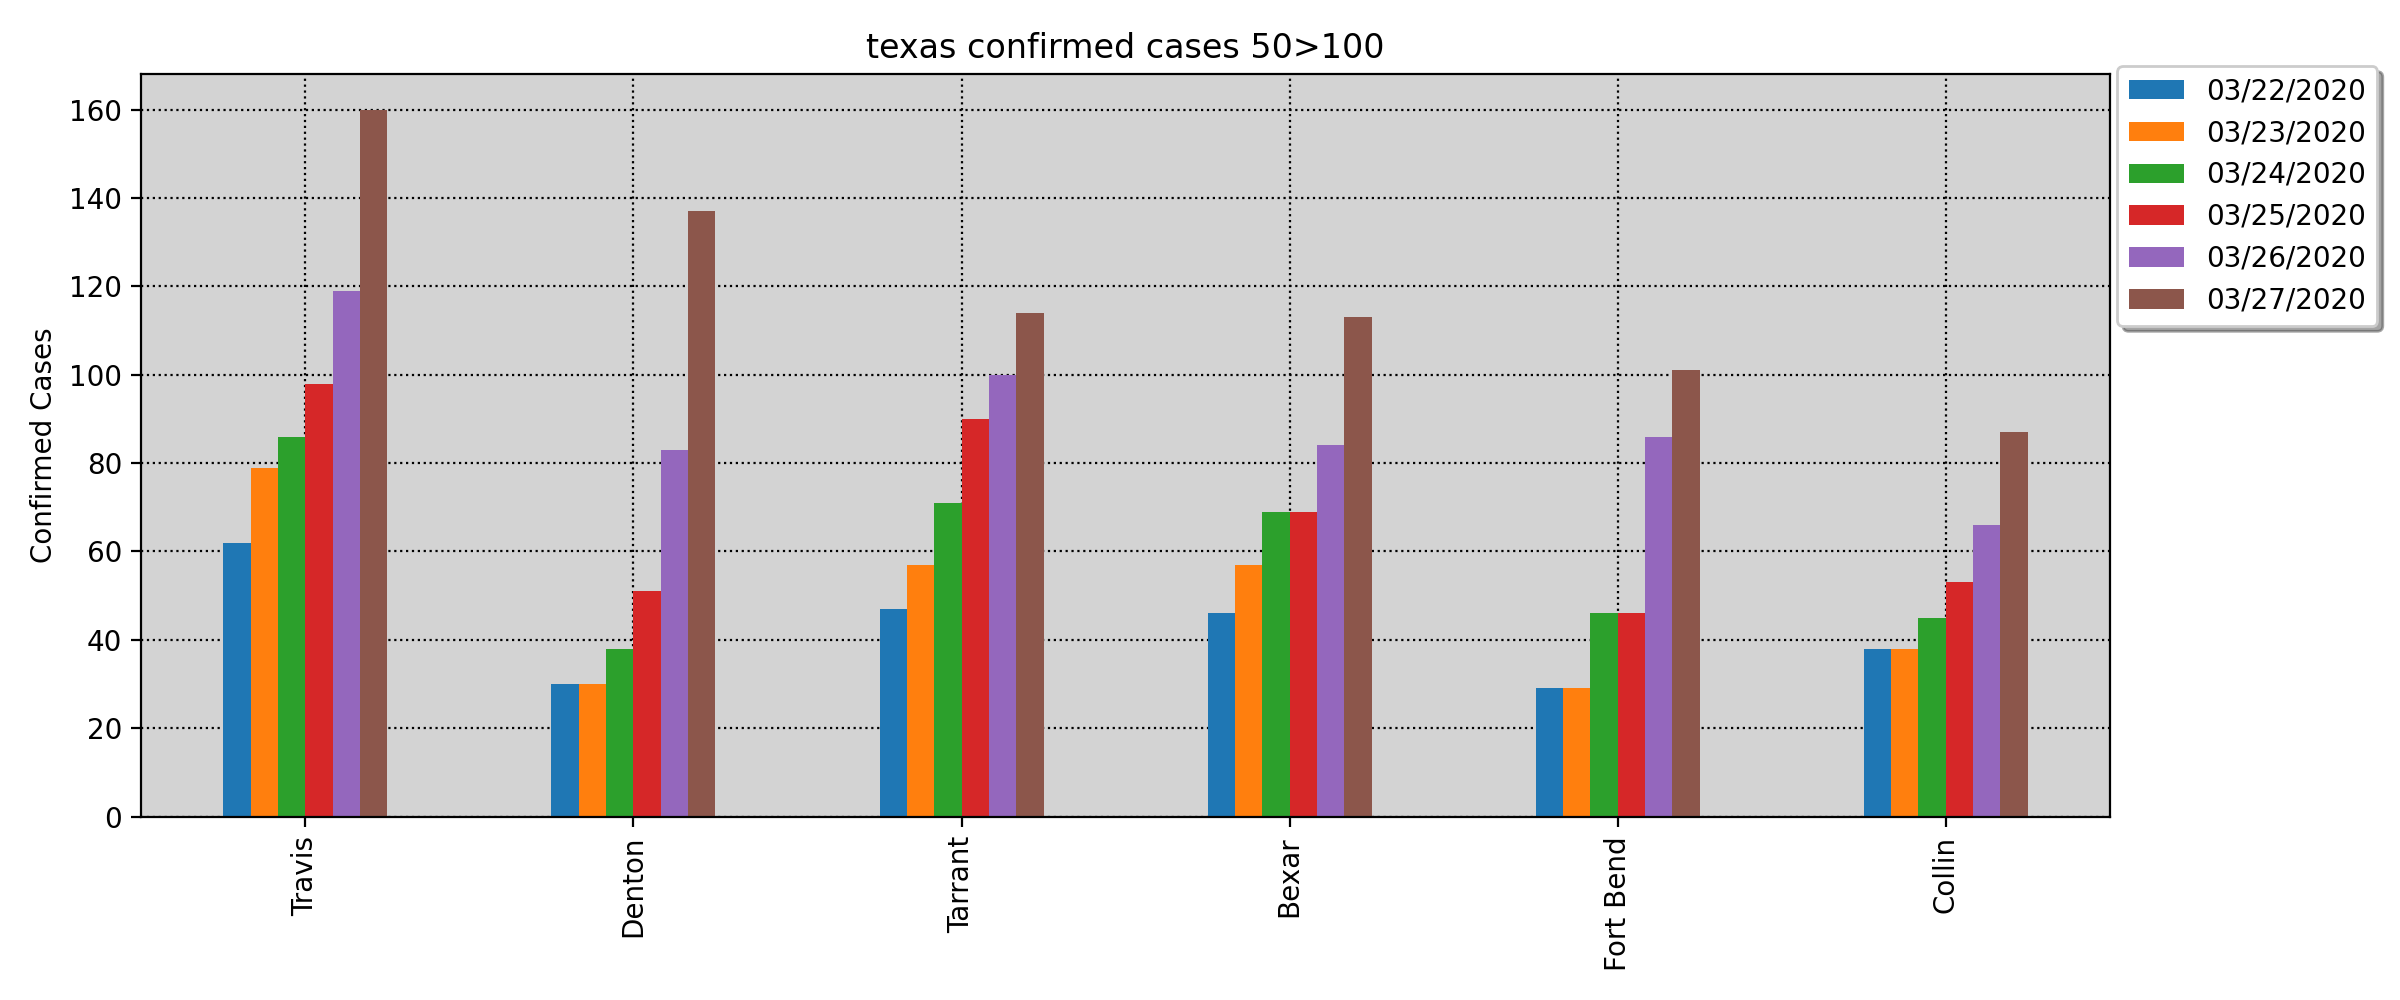 texas confirmed cases 50>100
Confirmed Cases
160
140
120
100
80
60
40
20
0
Travis
Denton
Tarrant
Bexar
Fort Bend
Collin
03/22/2020
03/23/2020
03/24/2020
03/25/2020
03/26/2020
03/27/2020